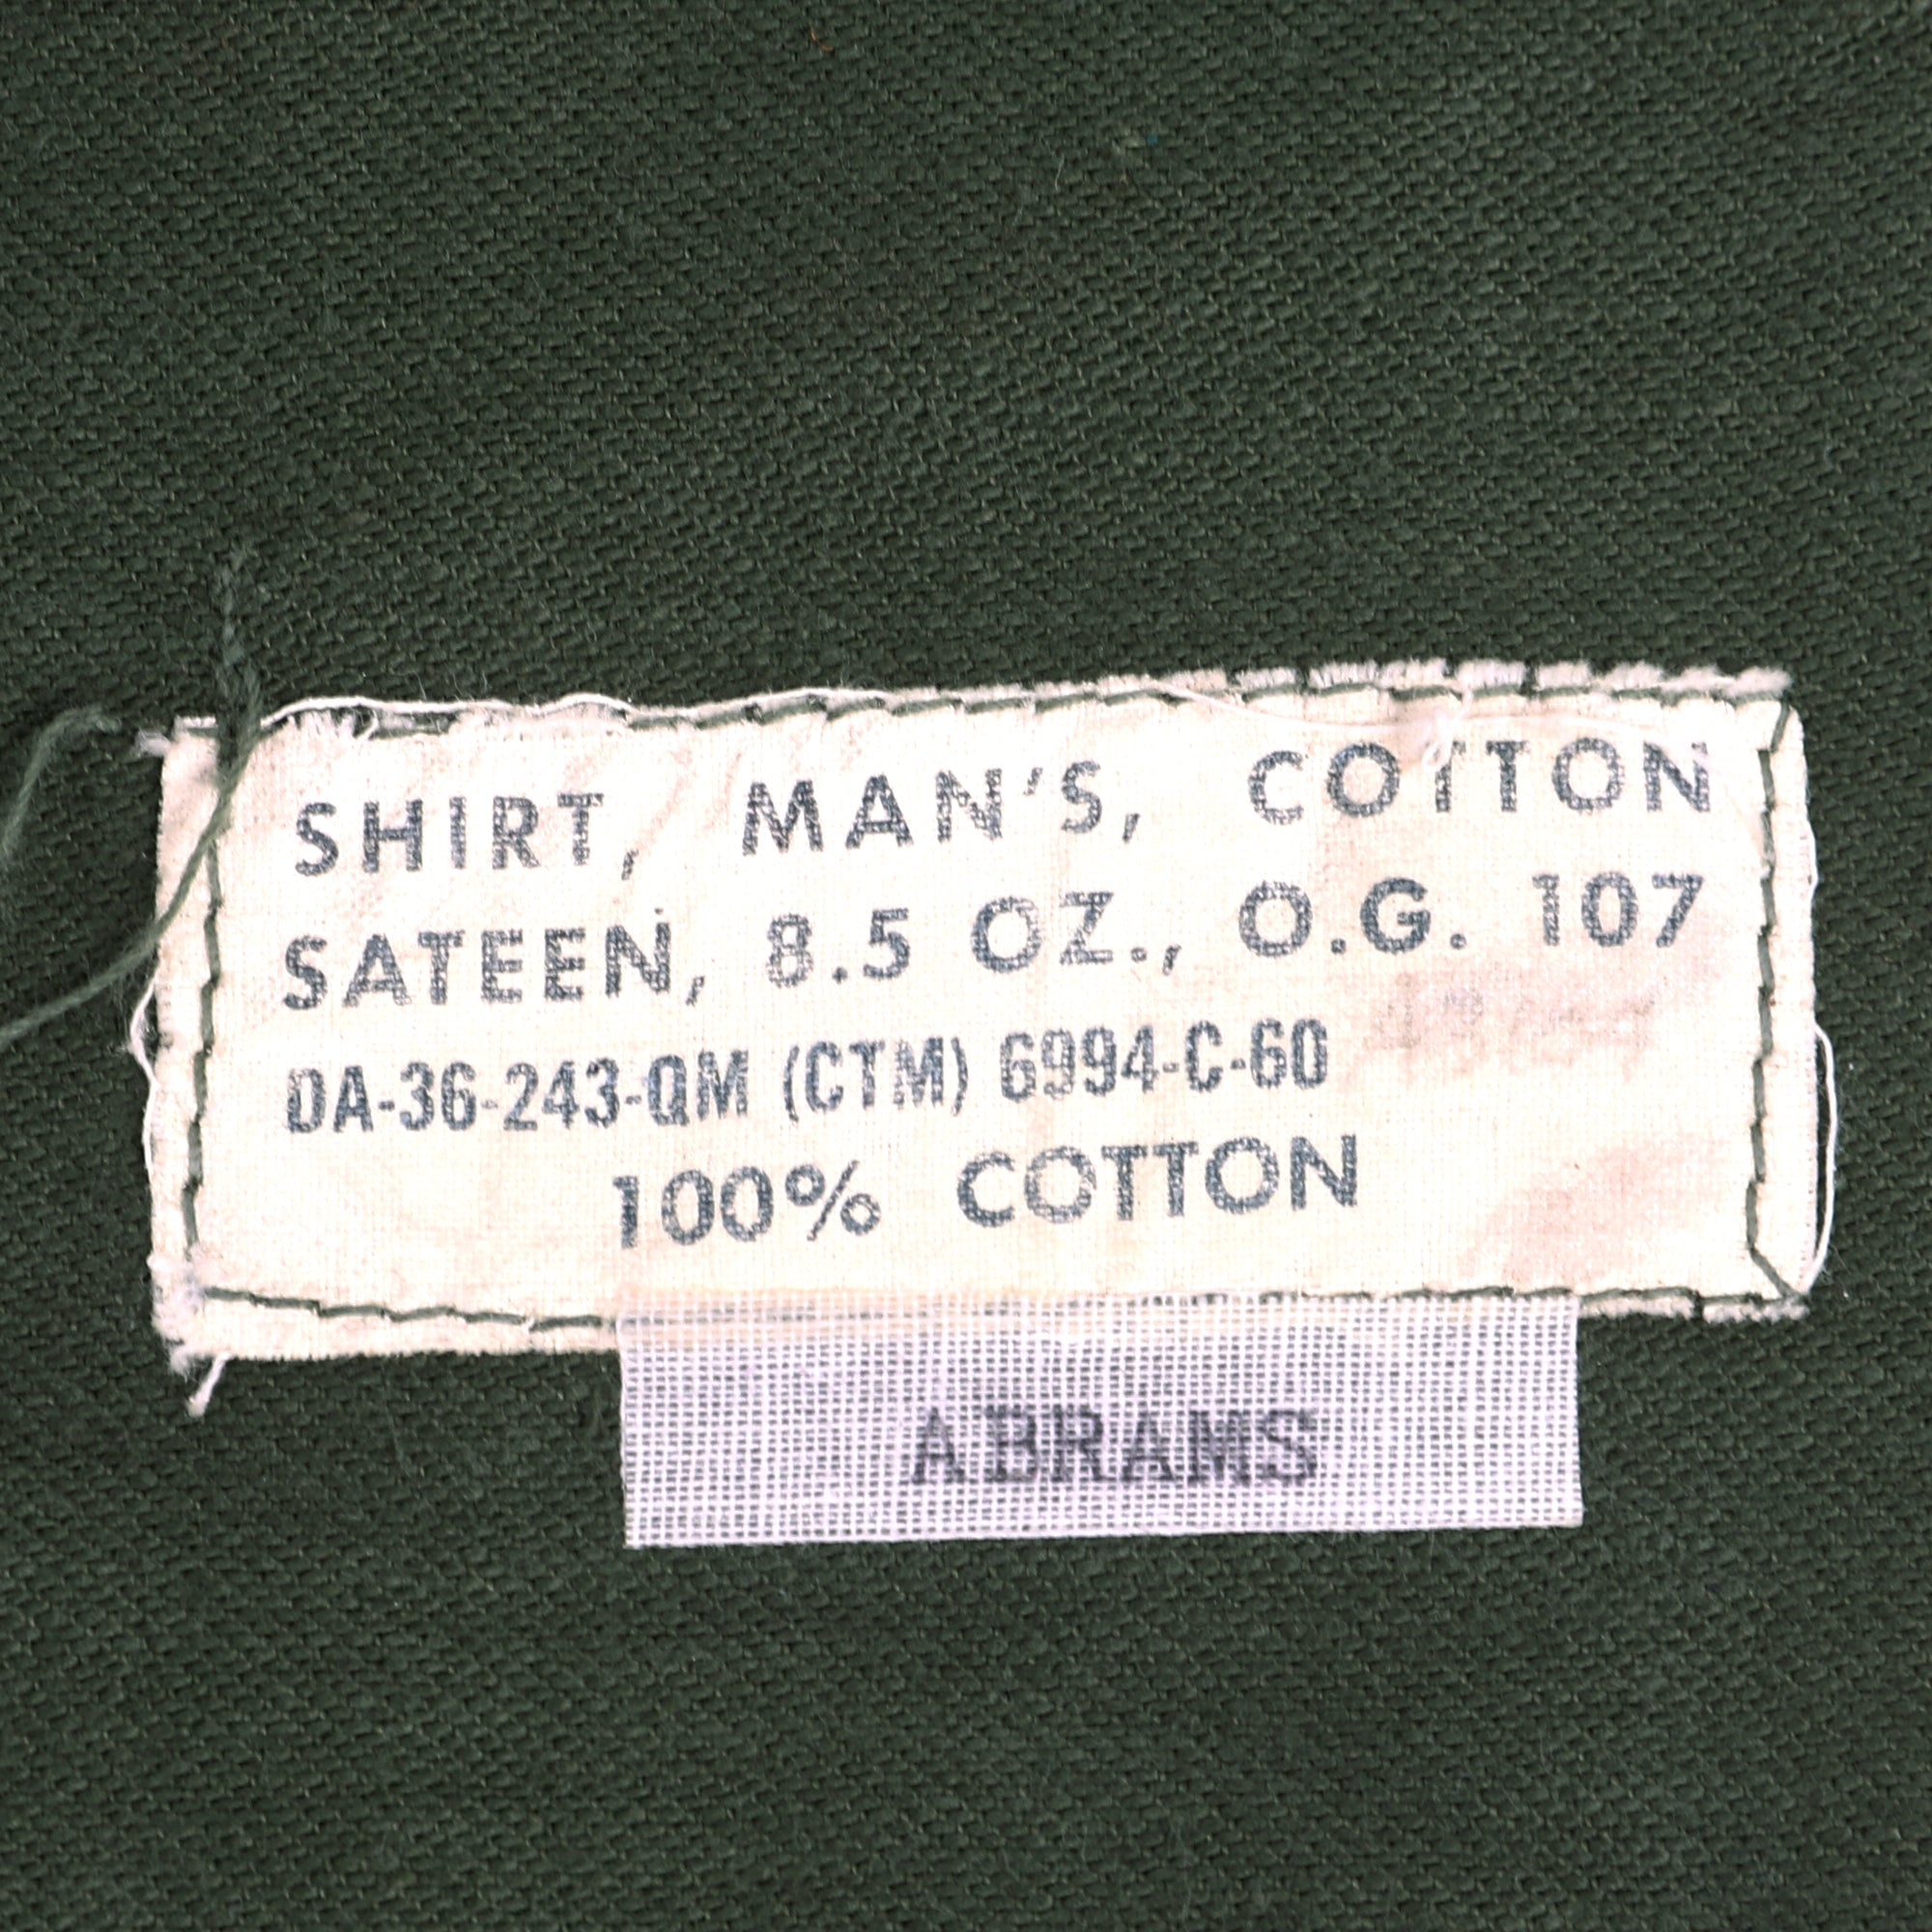 SHIRT, MAN'S, COTTON
SATEEN, 8.5 OZ., O.G. 107
DA-36-243-QM (CTM) 6994-C-60
100% COTTON
ABRAMS